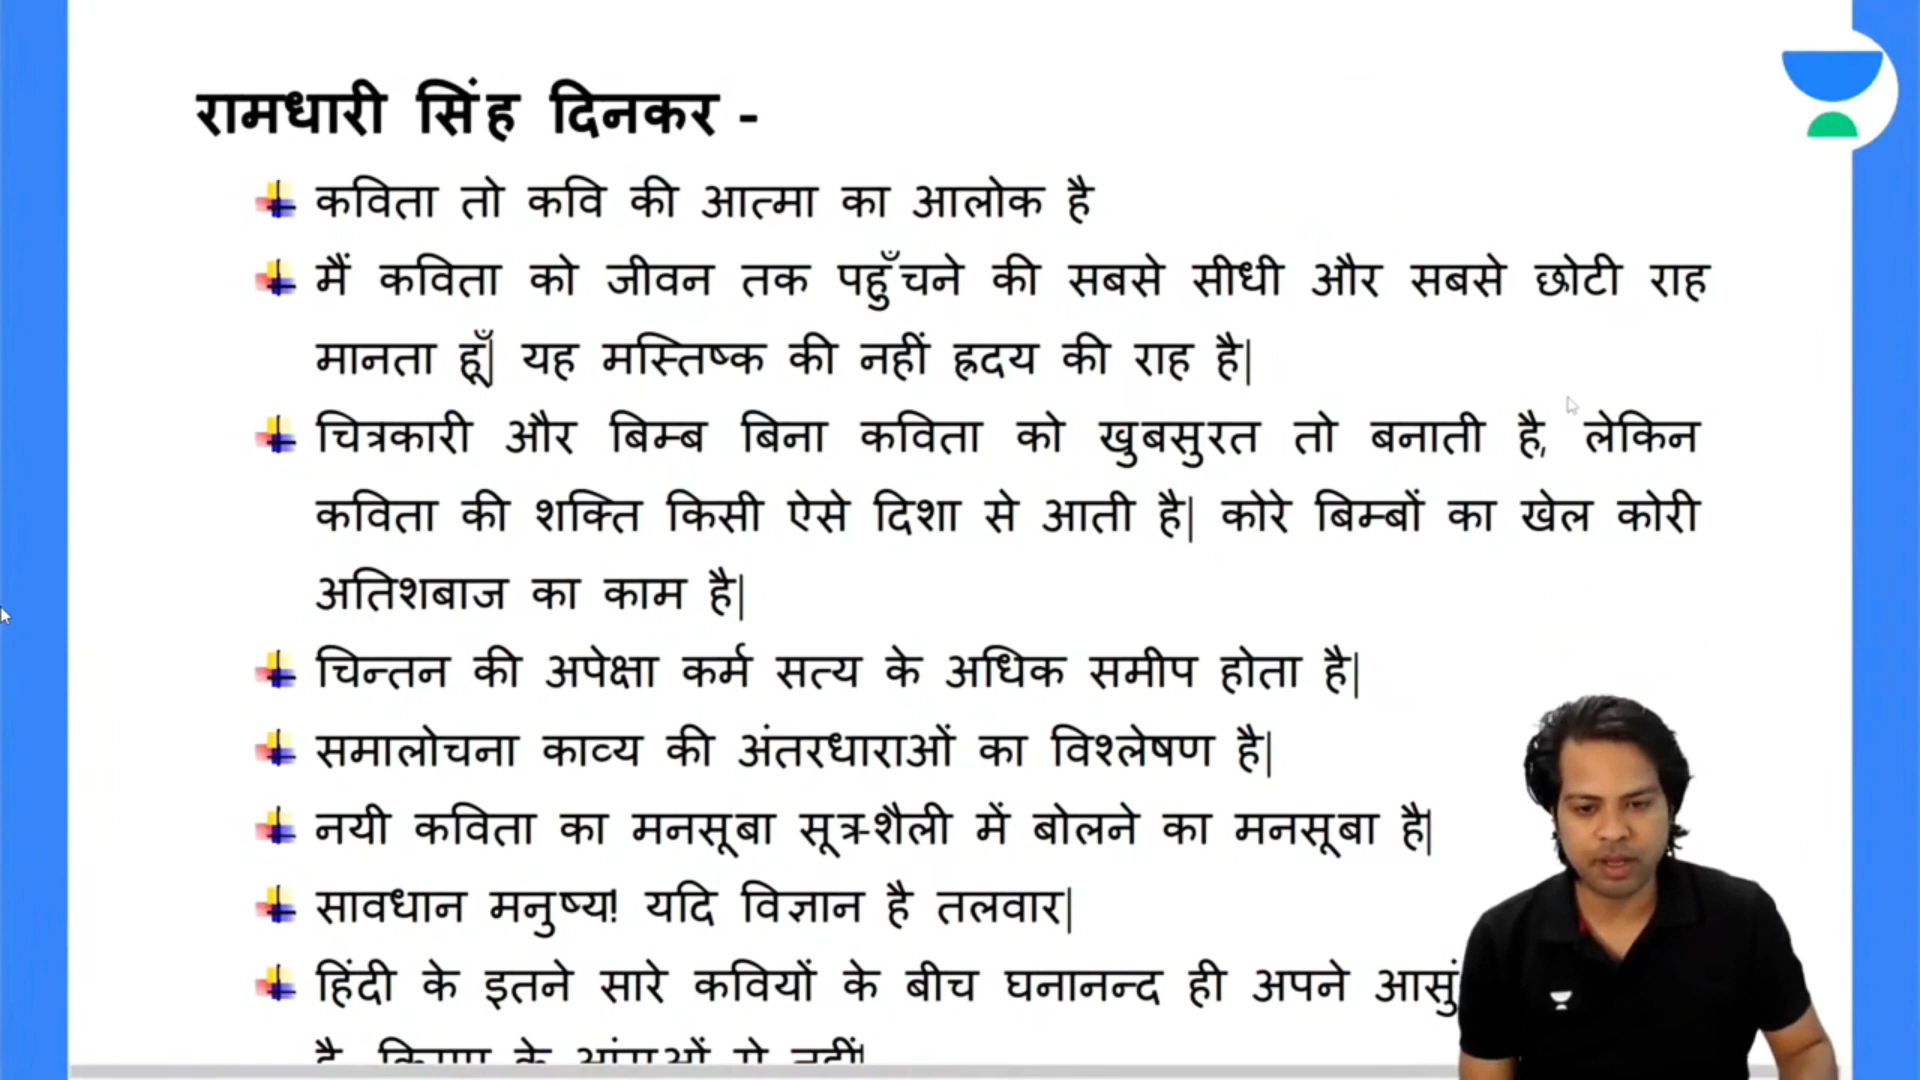 रामधारी सिंह दिनकर -
कविता तो कवि की आत्मा का आलोक है
मैं कविता को जीवन तक पहुँचने की सबसे सीधी और सबसे छोटी राह
मानता हूँ| यह मस्तिष्क की नहीं ह्रदय की राह है|
चित्रकारी और बिम्ब बिना कविता को खुबसुरत तो बनाती है, लेकिन
कविता की शक्ति किसी ऐसे दिशा से आती है| कोरे बिम्बों का खेल कोरी
अतिशबाज का काम है|
चिन्तन की अपेक्षा कर्म सत्य के अधिक समीप होता है|
समालोचना काव्य की अंतरधाराओं का विश्लेषण है|
नयी कविता का मनसूबा सूत्र-शैली में बोलने का मनसूबा है|
सावधान मनुष्य! यदि विज्ञान है तलवार|
हिंदी के इतने सारे कवियों के बीच घनानन्द ही अपने